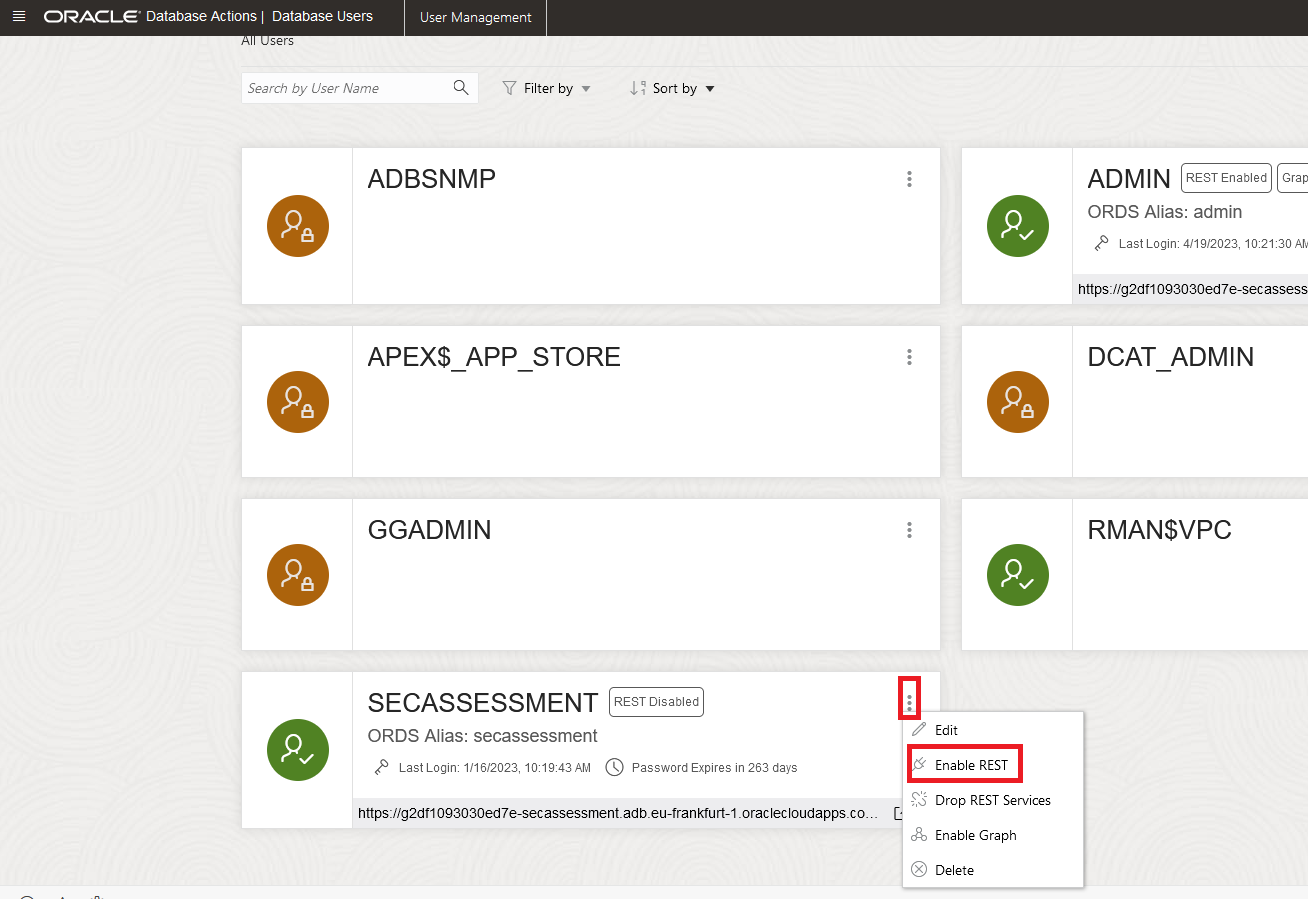 ORACLE Database Actions | Database Users User Management
All Users
Search by User Name Filter by Sort by
ADBSNMP
ADMIN REST Enabled
ORDS Alias: admin
Last Login: 4/19/2023, 10:21:30 AM
https://g2df1093030ed7e-secassess
APEX$_APP_STORE
DCAT_ADMIN
GGADMIN
RMAN$VPC
SECASSESSMENT REST Disabled
ORDS Alias: secassessment
Last Login: 1/16/2023, 10:19:43 AM Password Expires in 263 days
https://g2df1093030ed7e-secassessment.adb.eu-frankfurt-1.oraclecloudapps.co...
Edit
Enable REST
Drop REST Services
Enable Graph
Delete